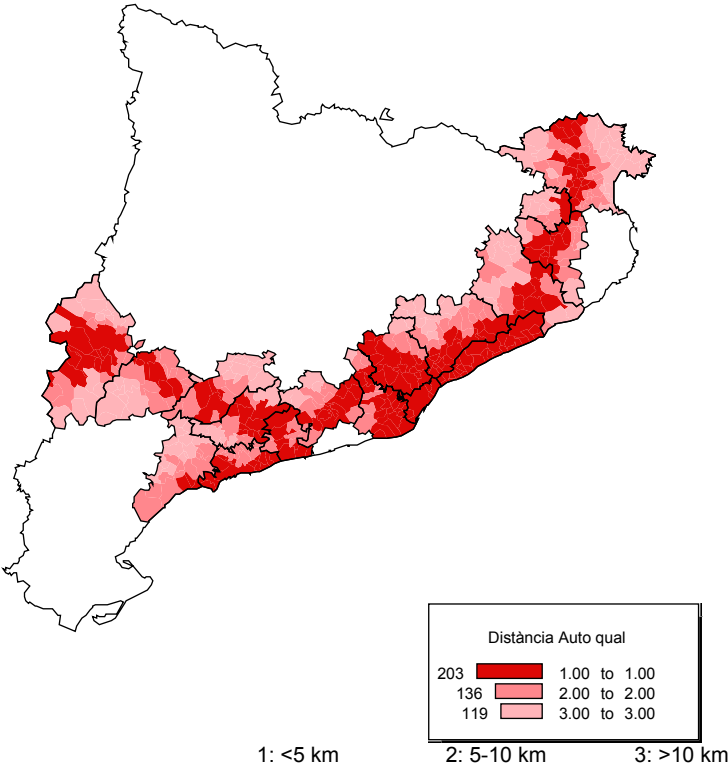 Distància Auto qual
203 1.00 to 1.00
136 2.00 to 2.00
119 3.00 to 3.00
1: <5 km 2: 5-10 km 3: >10 km